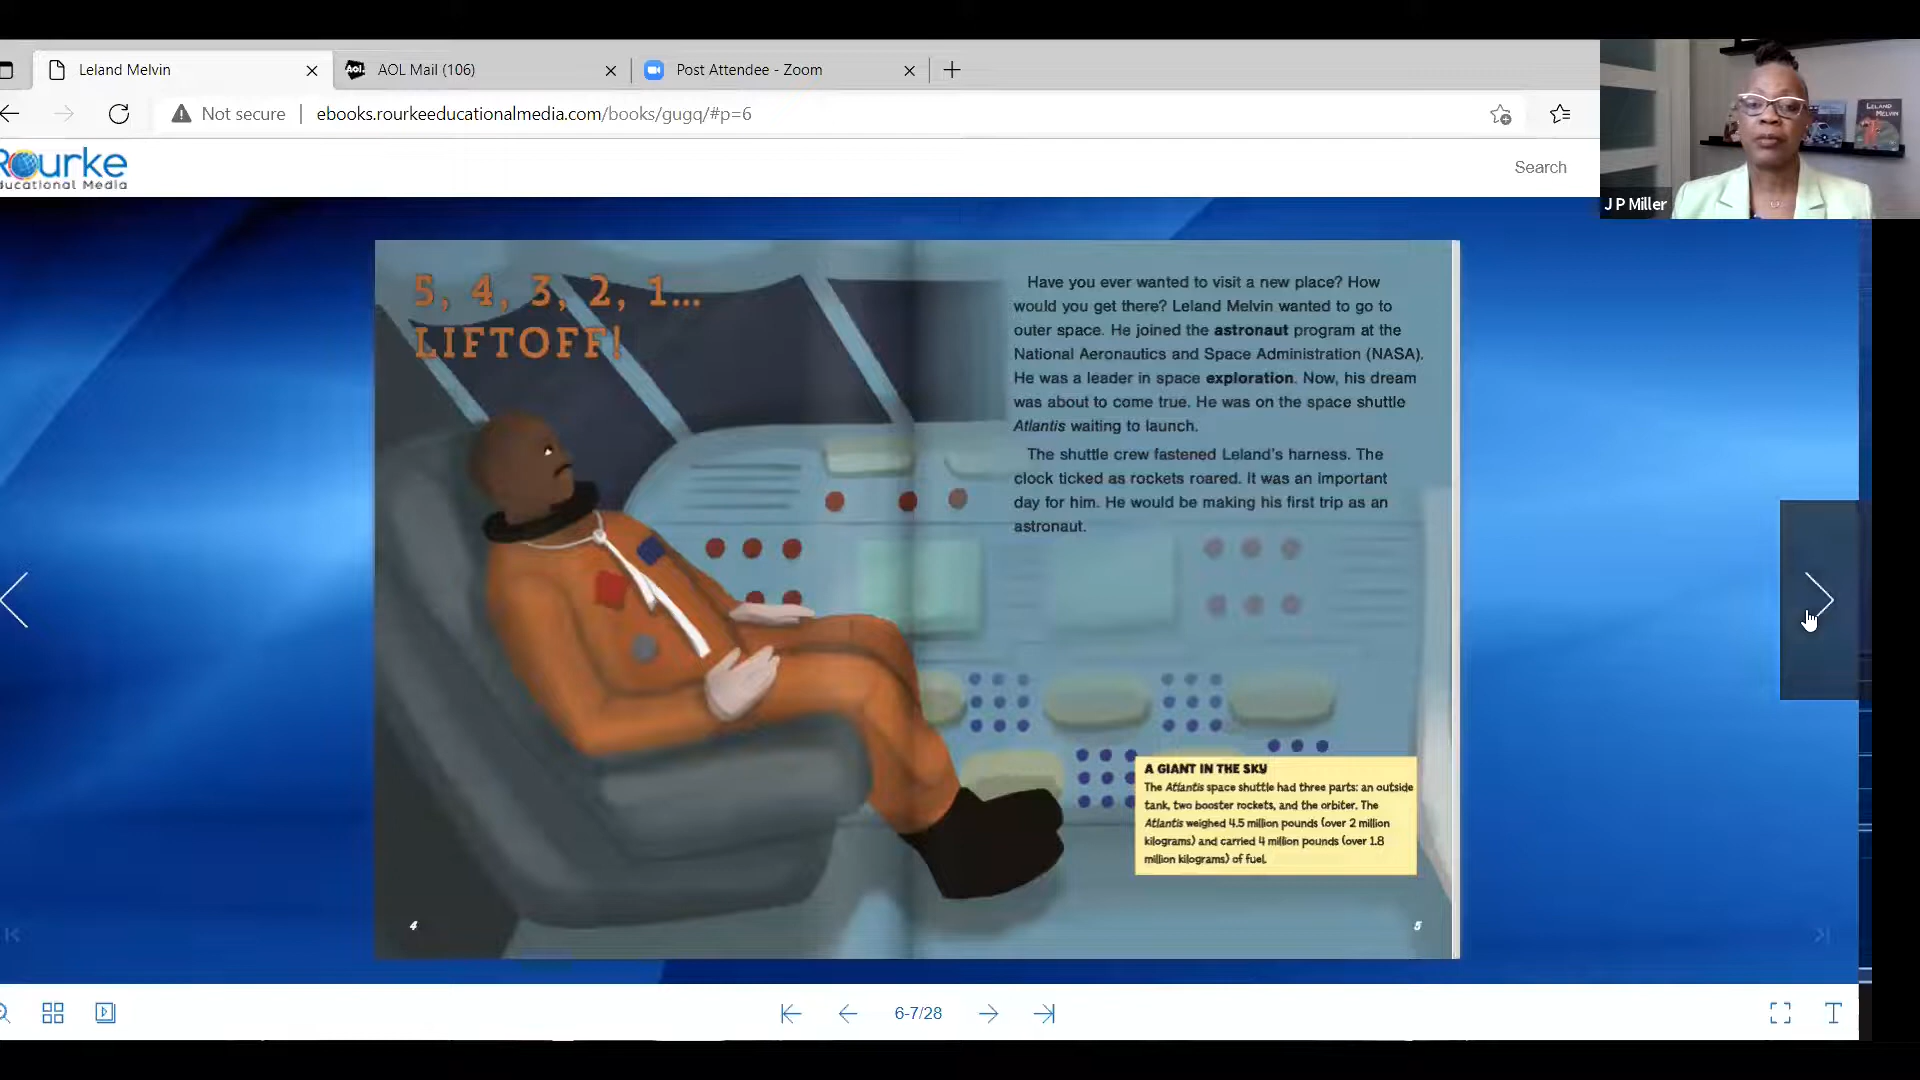 Leland Melvin
Aol.
AOL Mail (106)
Post Attendee - Zoom
Not secure
ebooks.rourkeeducationalmedia.com/books/gugq/#p=6
Rourke
ducational Media
Search
LELAND
MELVIN
J P Miller
5, 4, 3, 2, 1...
LIFTOFF!
Have you ever wanted to visit a new place? How
would you get there? Leland Melvin wanted to go to
outer space. He joined the astronaut program at the
National Aeronautics and Space Administration (NASA).
He was a leader in space exploration. Now, his dream
was about to come true. He was on the space shuttle
Atlantis waiting to launch.
The shuttle crew fastened Leland's harness. The
clock ticked as rockets roared. It was an important
day for him. He would be making his first trip as an
astronaut.
A GIANT IN THE SKY
The Atlantis space shuttle had three parts: an outside
tank, two booster rockets, and the orbiter. The
Atlantis weighed 4.5 million pounds (over 2 million
kilograms) and carried 4 million pounds (over 1.8
million kilograms) of fuel.
4
5
6-7/28